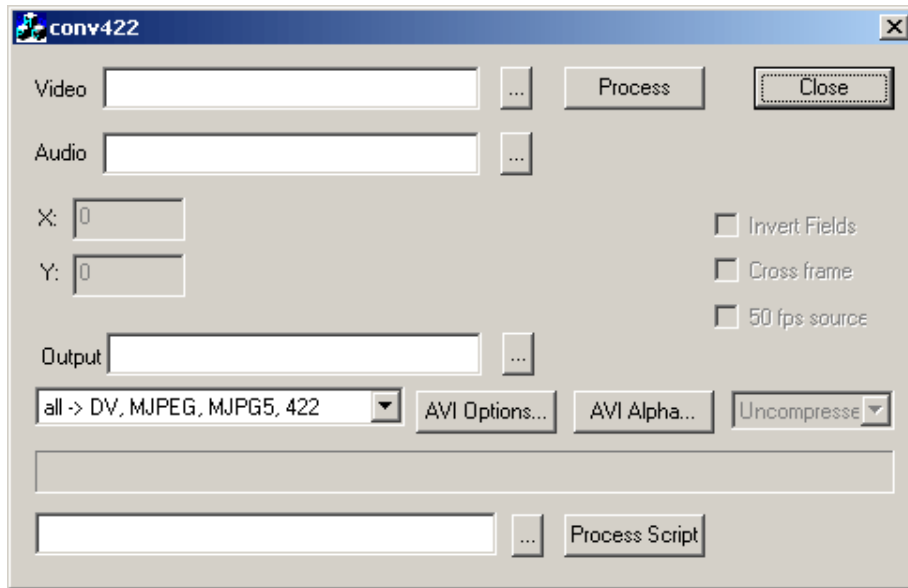 conv422
Video ... Process Close
Audio ...
X: 0
Invert Fields
Y: 0 Cross frame
50 fps source
Output ...
all -> DV, MJPEG, MJPG5, 422 AVI Options... AVI Alpha... Uncompresse
... Process Script